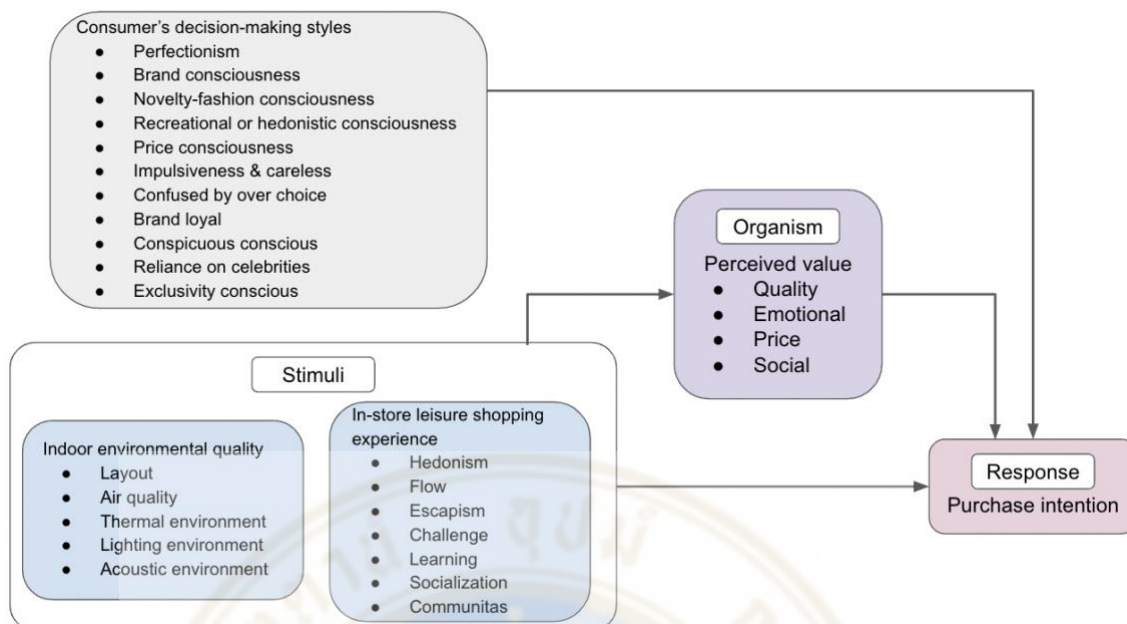 Consumer's decision-making styles
● Perfectionism
● Brand consciousness
● Novelty-fashion consciousness
● Recreational or hedonistic consciousness
● Price consciousness
● Impulsiveness & careless
● Confused by over choice
● Brand loyal
● Conspicuous conscious
● Reliance on celebrities
● Exclusivity conscious
Organism
Perceived value
● Quality
● Emotional
● Price
● Social
Stimuli
Indoor environmental quality
● Layout
● Air quality
● Thermal environment
● Lighting environment
● Acoustic environment
In-store leisure shopping
experience
● Hedonism
● Flow
● Escapism
● Challenge
● Learning
● Socialization
● Communitas
Response
Purchase intention